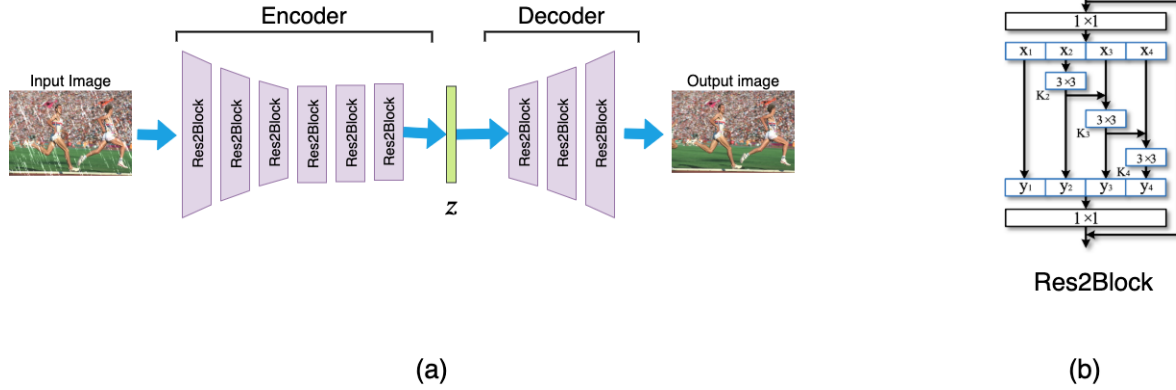 Encoder
Decoder
Input Image
Output image
Res2Block
Res2Block
Res2Block
Res2Block
Res2Block
Res2Block
z
Res2Block
Res2Block
Res2Block
(a)
1×1
x₁ x₂ x₃ x₄
3×3
K₂
3×3
K₃
3×3
K₄
y₁ y₂ y₃ y₄
1×1
Res2Block
(b)